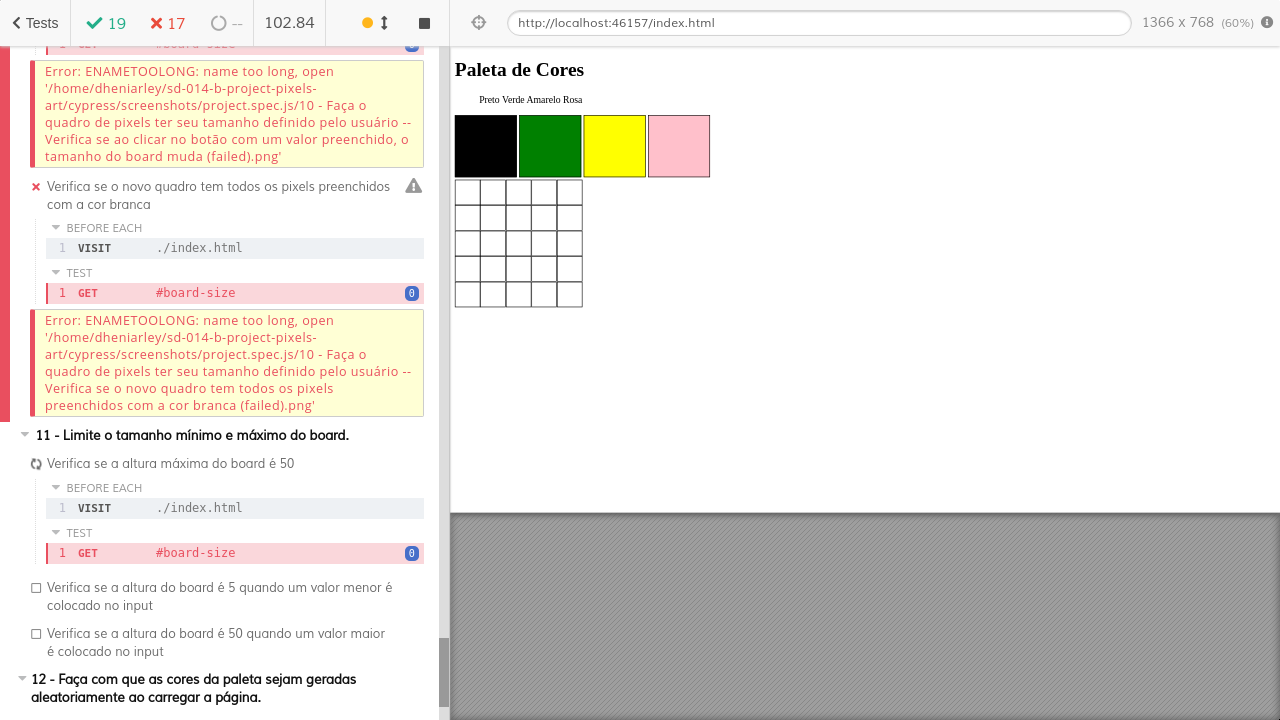 Tests 19 17 -- 102.84
http://localhost:46157/index.html 1366 x 768 (60%)
1 GET #board-size 0
Error: ENAMETOOLONG: name too long, open
'/home/dheniarley/sd-014-b-project-pixels-
art/cypress/screenshots/project.spec.js/10 - Faça o
quadro de pixels ter seu tamanho definido pelo usuário --
Verifica se ao clicar no botão com um valor preenchido, o
tamanho do board muda (failed).png'
Verifica se o novo quadro tem todos os pixels preenchidos
com a cor branca
BEFORE EACH
1 VISIT ./index.html
TEST
1 GET #board-size 0
Error: ENAMETOOLONG: name too long, open
'/home/dheniarley/sd-014-b-project-pixels-
art/cypress/screenshots/project.spec.js/10 - Faça o
quadro de pixels ter seu tamanho definido pelo usuário --
Verifica se o novo quadro tem todos os pixels
preenchidos com a cor branca (failed).png'
11 - Limite o tamanho mínimo e máximo do board.
Verifica se a altura máxima do board é 50
BEFORE EACH
1 VISIT ./index.html
TEST
1 GET #board-size 0
Verifica se a altura do board é 5 quando um valor menor é
colocado no input
Verifica se a altura do board é 50 quando um valor maior
é colocado no input
12 - Faça com que as cores da paleta sejam geradas
aleatoriamente ao carregar a página.
Paleta de Cores
Preto Verde Amarelo Rosa